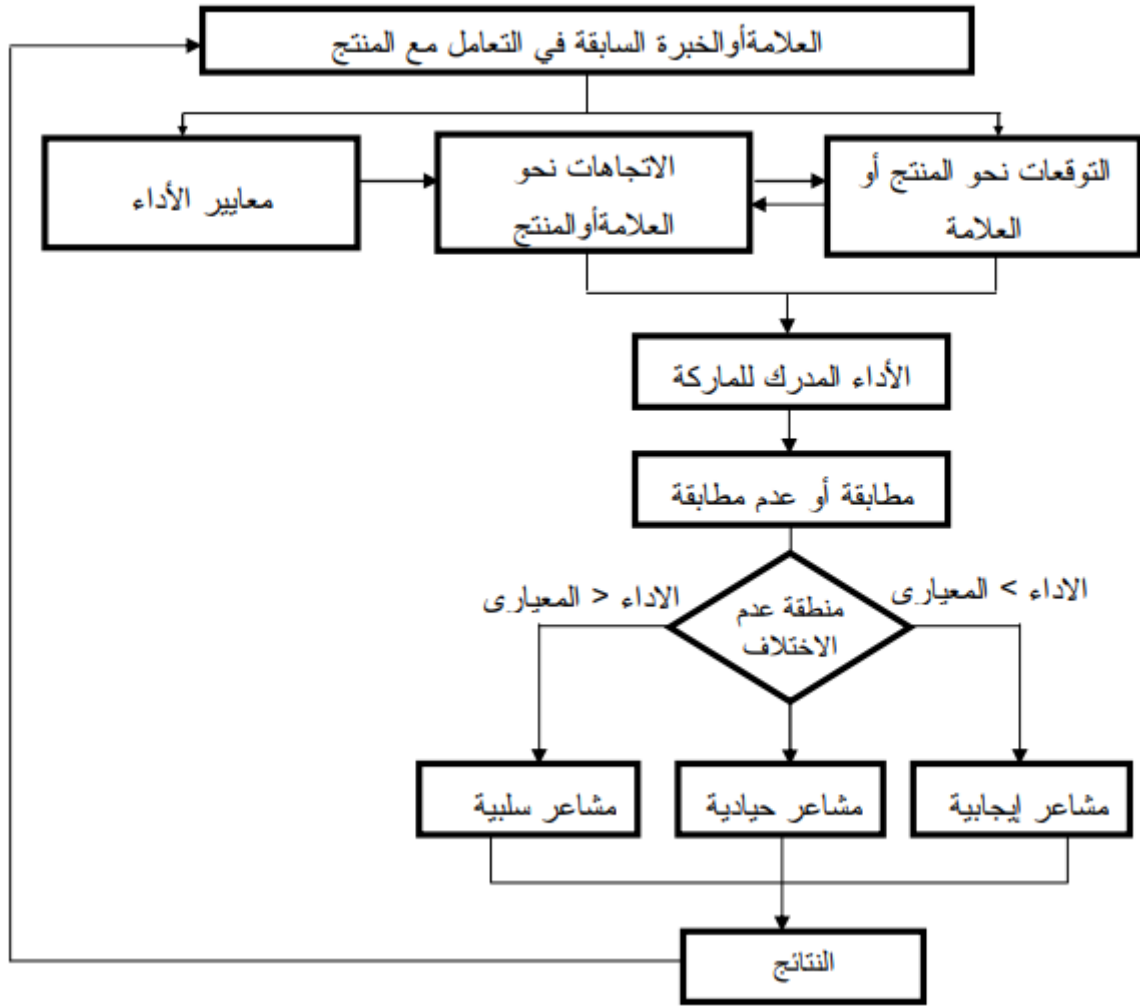 العلامةأوالخبرة السابقة في التعامل مع المنتج
التوقعات نحو المنتج أو
العلامة
الاتجاهات نحو
العلامةأوالمنتج
معايير الأداء
الأداء المدرك للماركة
مطابقة أو عدم مطابقة
الاداء > المعيارى
منطقة عدم
الاختلاف
الاداء < المعيارى
مشاعر إيجابية
مشاعر حيادية
مشاعر سلبية
النتائج